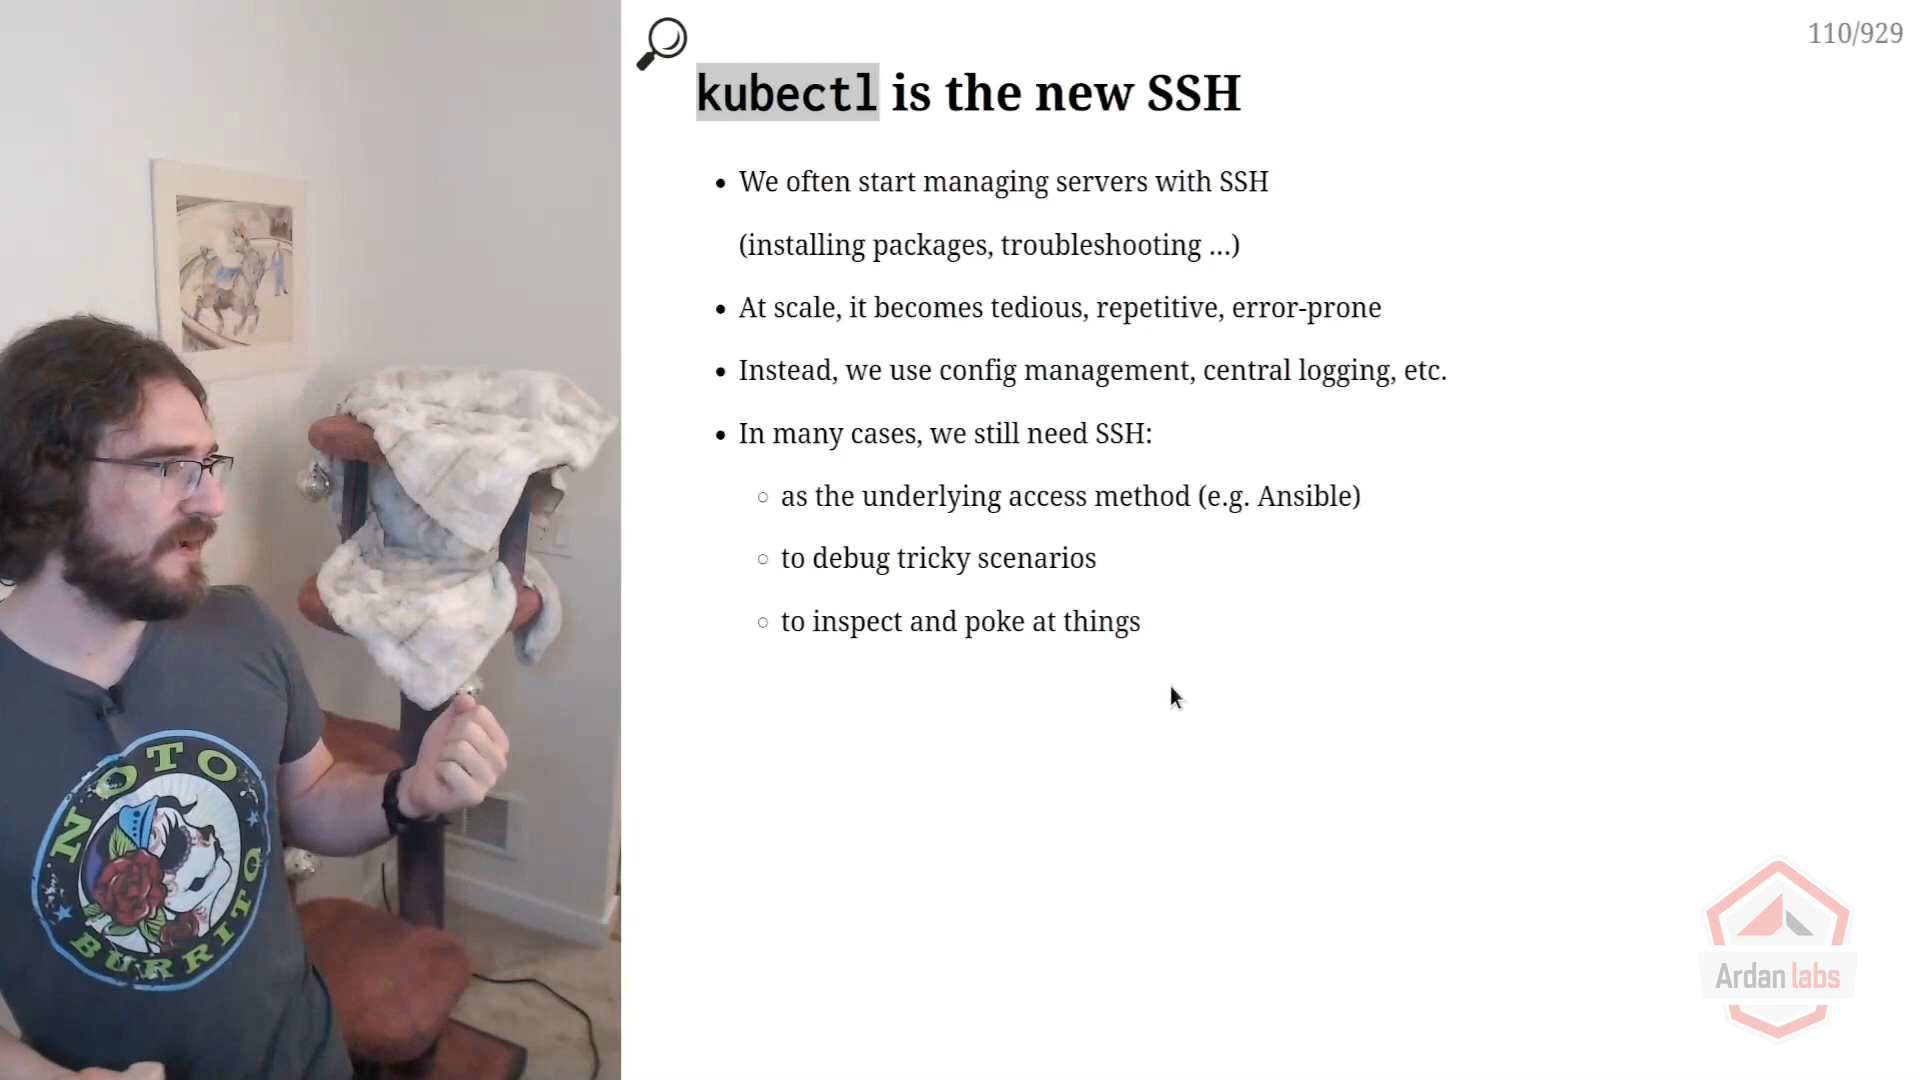 110/929
kubectl is the new SSH
• We often start managing servers with SSH
(installing packages, troubleshooting ...)
• At scale, it becomes tedious, repetitive, error-prone
• Instead, we use config management, central logging, etc.
• In many cases, we still need SSH:
○ as the underlying access method (e.g. Ansible)
○ to debug tricky scenarios
○ to inspect and poke at things
NOTO
BURRITO
Ardan labs